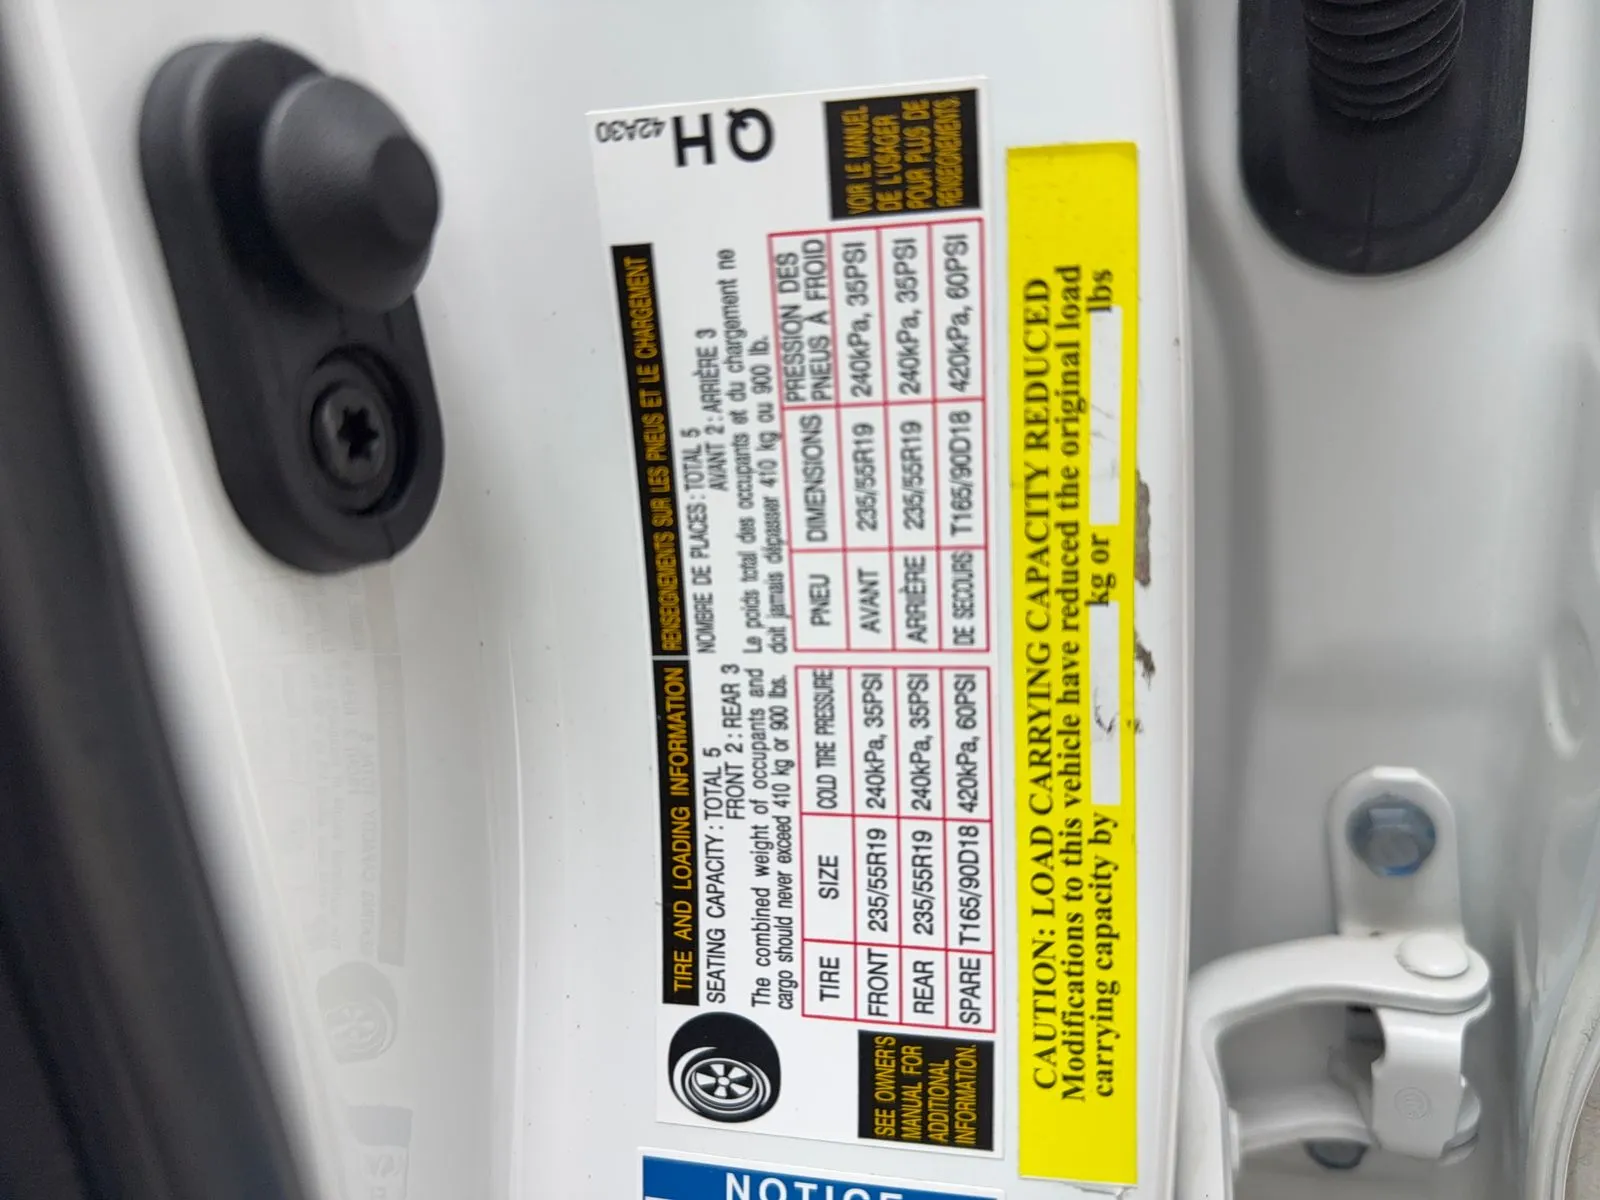 TIRE AND LOADING INFORMATION
RENSEIGNEMENTS SUR LES PNEUS ET LE CHARGEMENT
42A30
QH
SEATING CAPACITY : TOTAL 5
FRONT 2 : REAR 3
The combined weight of occupants and
cargo should never exceed 410 kg or 900 lbs.
NOMBRE DE PLACES : TOTAL 5
AVANT 2 : ARRIÈRE 3
Le poids total des occupants et du chargement ne
doit jamais dépasser 410 kg ou 900 lb.
TIRE SIZE COLD TIRE PRESSURE
FRONT 235/55R19 240kPa, 35PSI
REAR 235/55R19 240kPa, 35PSI
SPARE T165/90D18 420kPa, 60PSI
PNEU DIMENSIONS PRESSION DES
PNEUS À FROID
AVANT 235/55R19 240kPa, 35PSI
ARRIÈRE 235/55R19 240kPa, 35PSI
DE SECOURS T165/90D18 420kPa, 60PSI
SEE OWNER'S
MANUAL FOR
ADDITIONAL
INFORMATION.
VOIR LE MANUEL
DE L'USAGER
POUR PLUS DE
RENSEIGNEMENTS.
CAUTION: LOAD CARRYING CAPACITY REDUCED
Modifications to this vehicle have reduced the original load
carrying capacity by kg or lbs
NOTICE